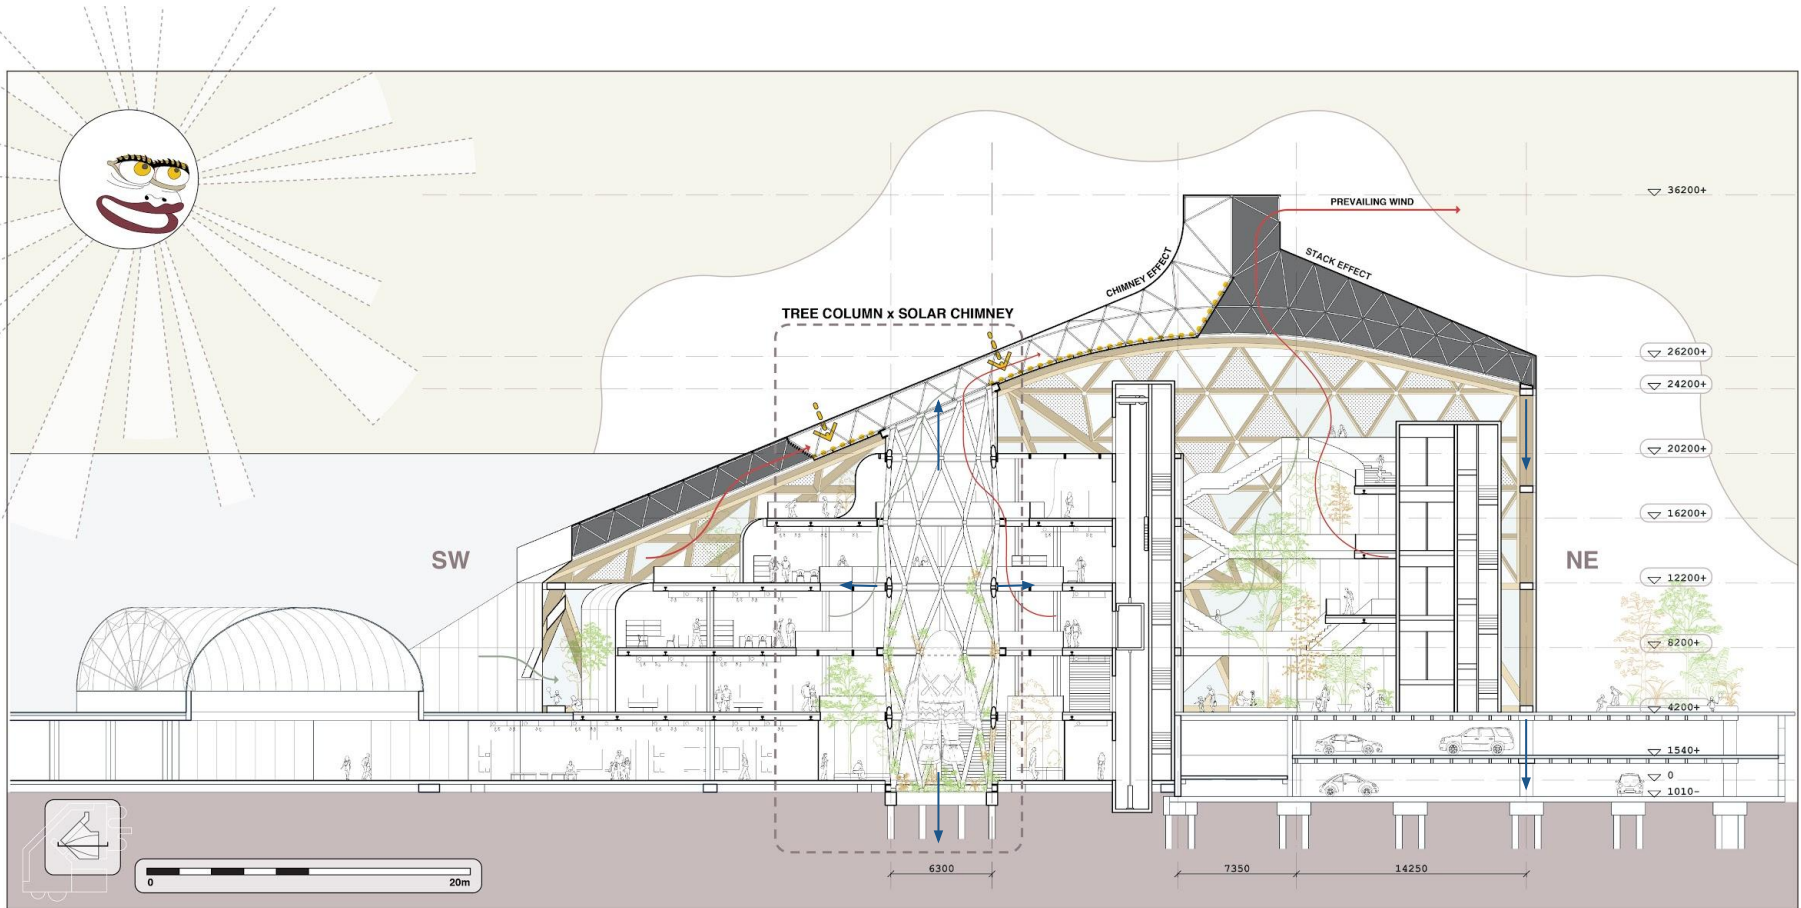 36200+
PREVAILING WIND
STACK EFFECT
CHIMNEY EFFECT
TREE COLUMN x SOLAR CHIMNEY
26200+
24200+
20200+
16200+
SW
NE
12200+
8200+
4200+
1540+
0
1010-
6300
7350
14250
0
20m